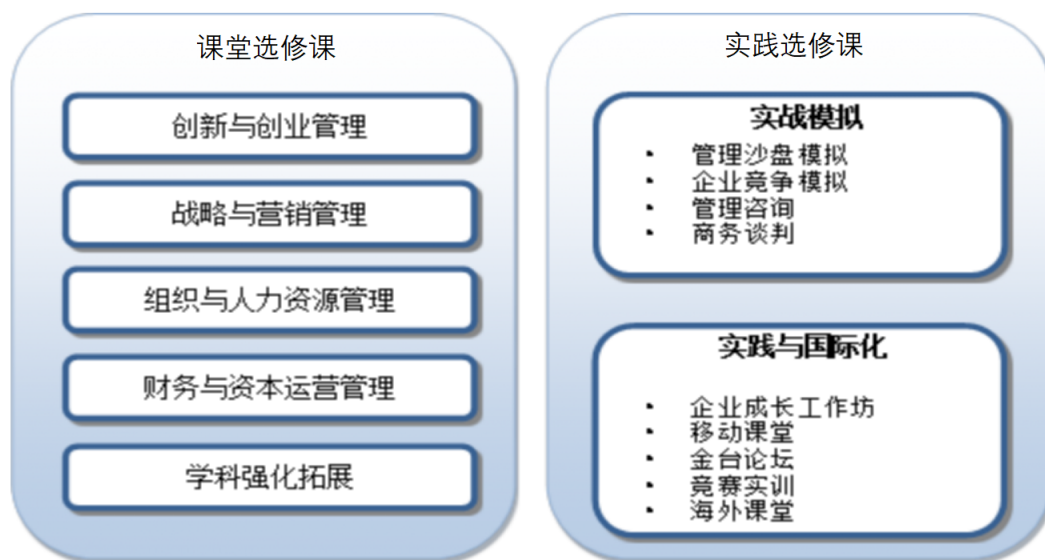 课堂选修课
创新与创业管理
战略与营销管理
组织与人力资源管理
财务与资本运营管理
学科强化拓展
实践选修课
实战模拟
· 管理沙盘模拟
· 企业竞争模拟
· 管理咨询
· 商务谈判
实践与国际化
· 企业成长工作坊
· 移动课堂
· 金台论坛
· 竞赛实训
· 海外课堂